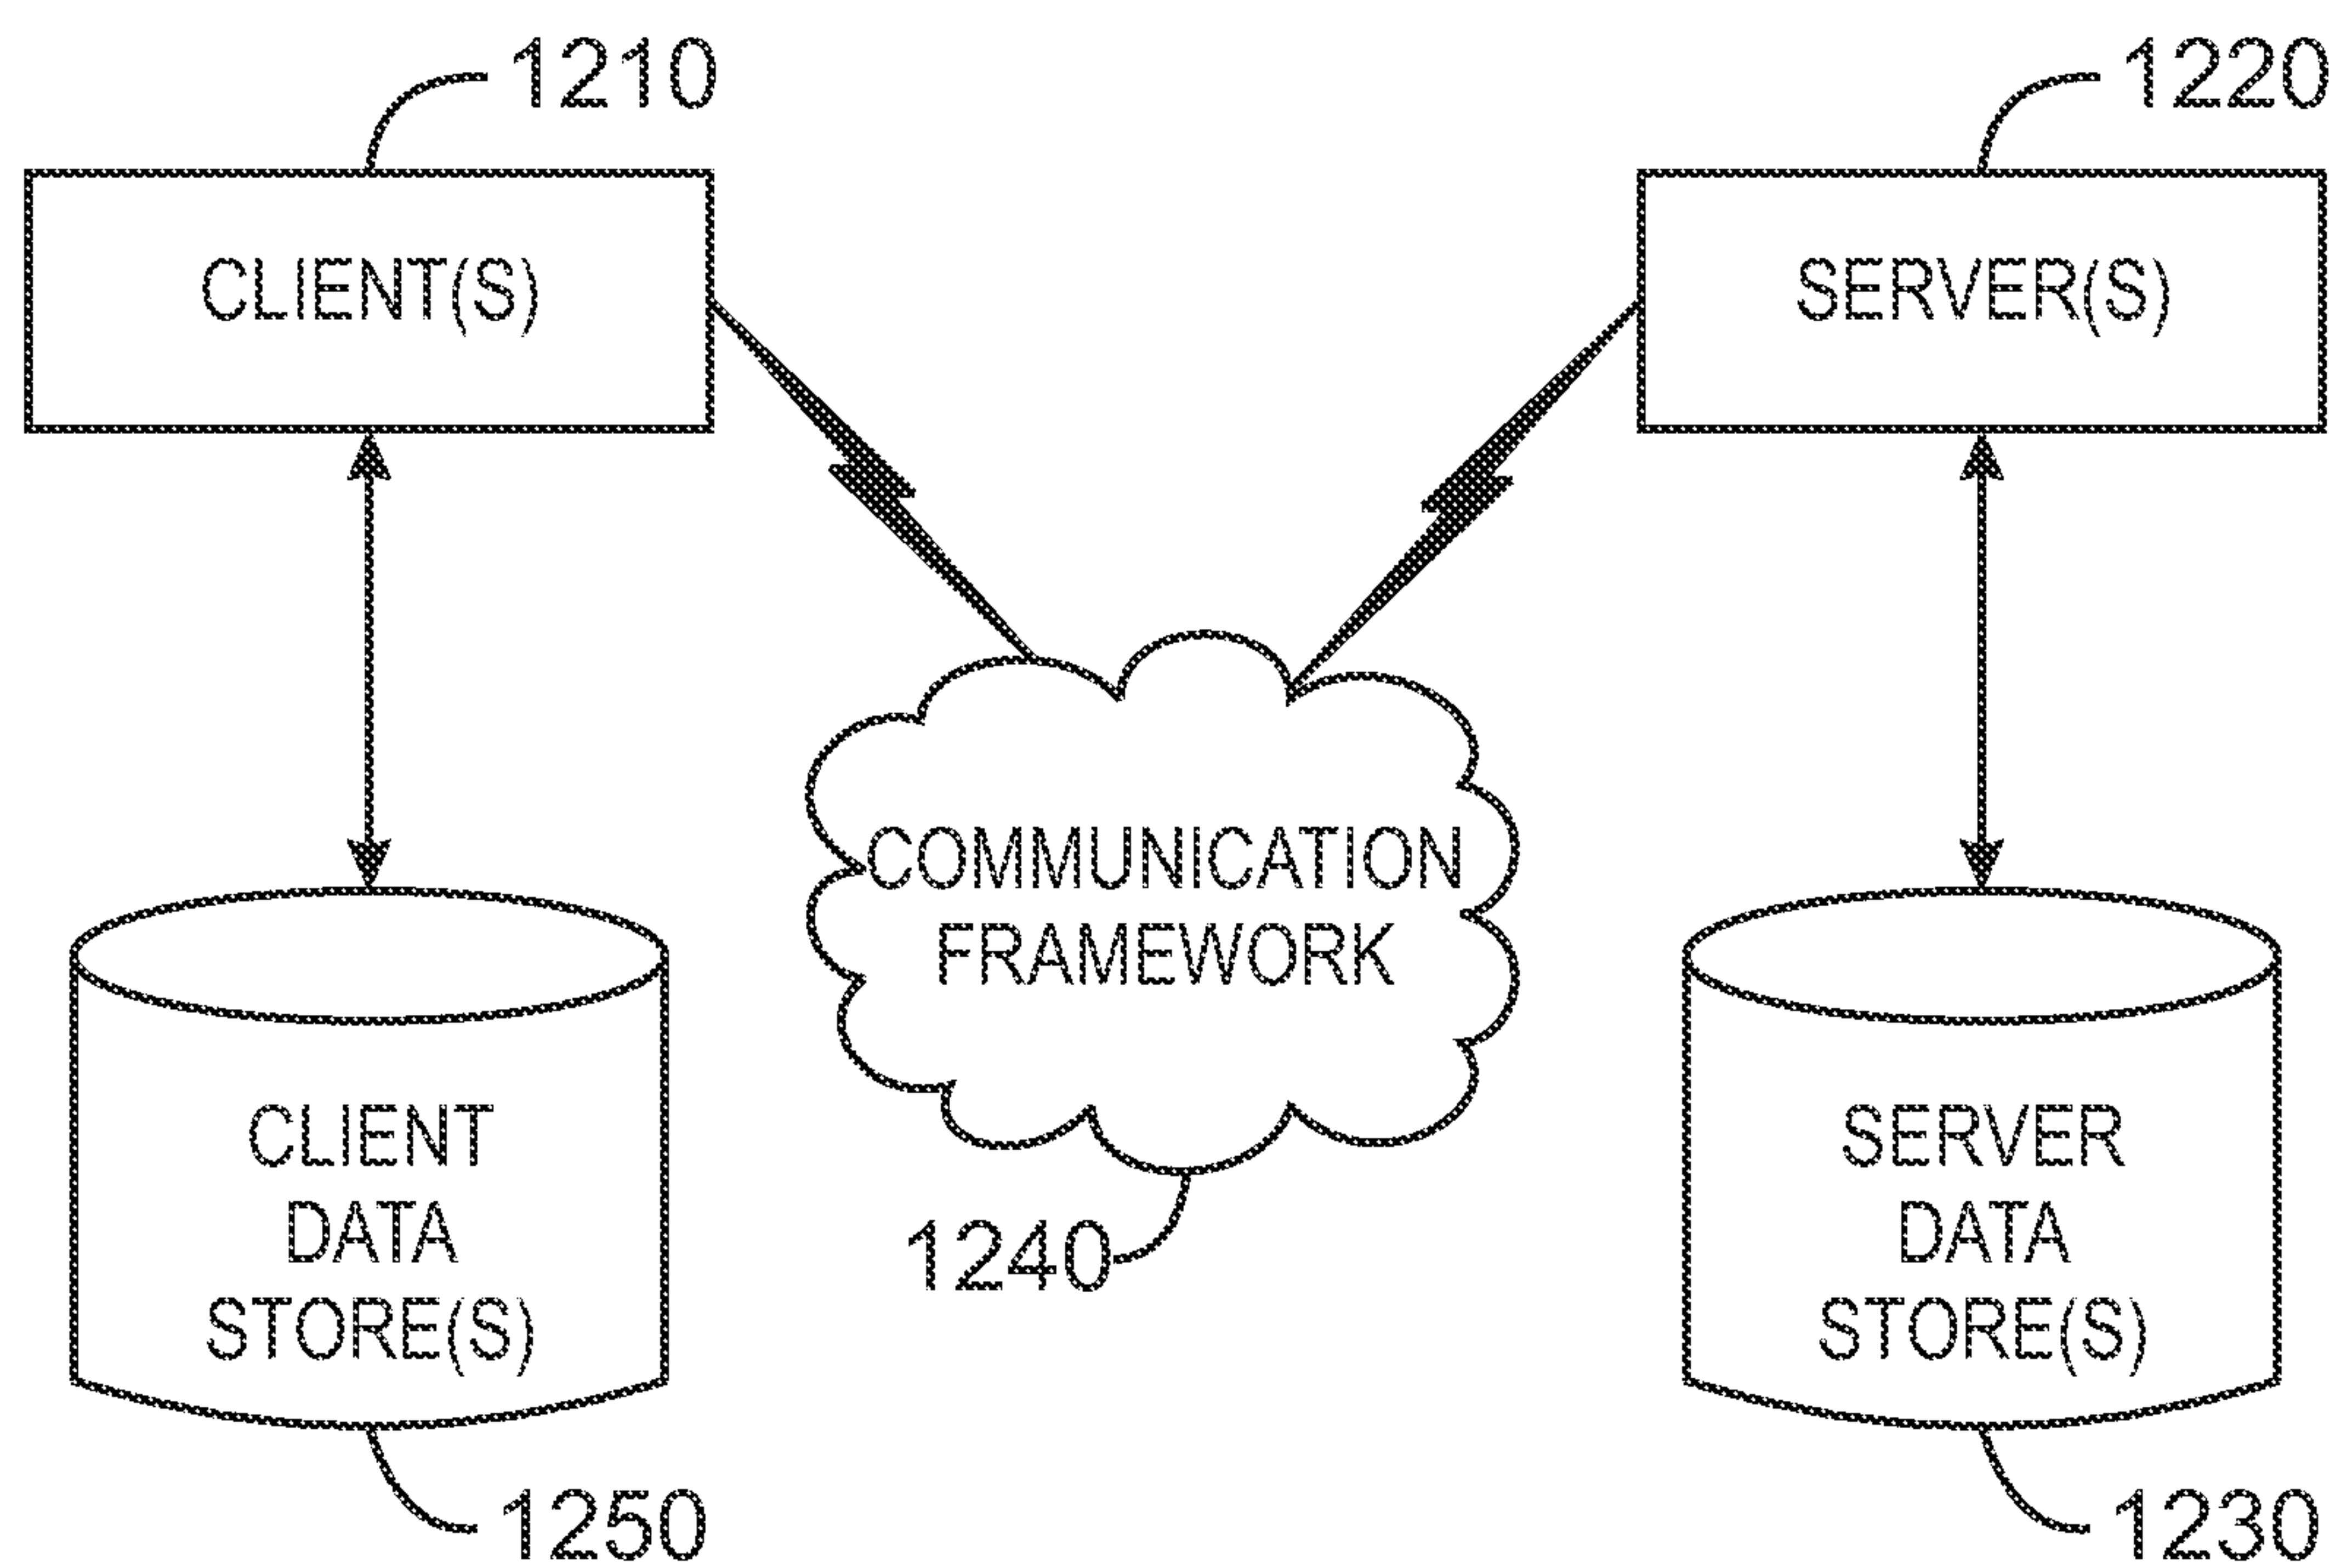 1210
1220
CLIENT(S)
SERVER(S)
COMMUNICATION
FRAMEWORK
CLIENT
DATA
STORE(S)
SERVER
DATA
STORE(S)
1240
1250
1230